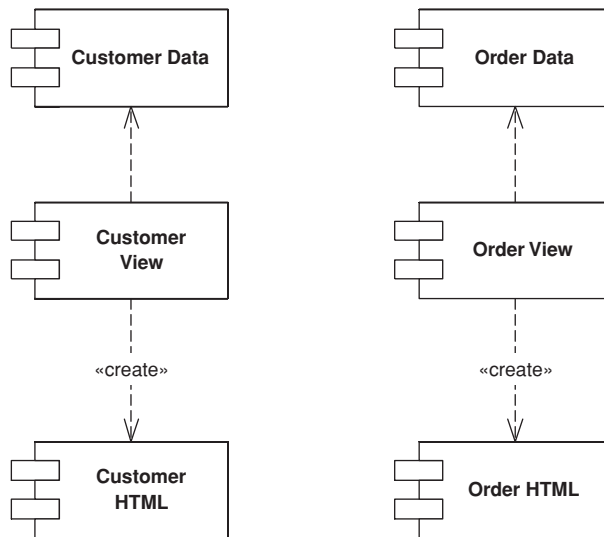 Customer Data
Order Data
Customer
View
Order View
«create»
«create»
Customer
HTML
Order HTML